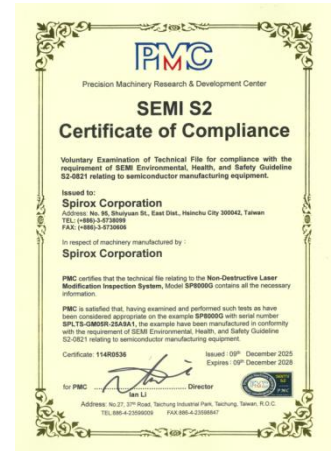 PMC
Precision Machinery Research & Development Center
SEMI S2
Certificate of Compliance
Voluntary Examination of Technical File for compliance with the
requirement of SEMI Environmental, Health, and Safety Guideline
S2-0821 relating to semiconductor manufacturing equipment.
Issued to:
Spirox Corporation
Address: No. 95, Shuiyuan St., East Dist., Hsinchu City 300042, Taiwan
TEL: (+886)-3-5738099
FAX: (+886)-3-5730606
In respect of machinery manufactured by :
Spirox Corporation
PMC certifies that the technical file relating to the Non-Destructive Laser
Modification Inspection System, Model SP8000G contains all the necessary
information.
PMC is satisfied that, having examined and performed such tests as have
been considered appropriate on the example SP8000G with serial number
SPLTS-GM05R-25A9A1, the example have been manufactured in conformity
with the requirement of SEMI Environmental, Health, and Safety Guideline
S2-0821 relating to semiconductor manufacturing equipment.
Certificate: 114R0536
Issued : 09th December 2025
Expires : 09th December 2028
for PMC Director
Ian Li
Address: No.27, 37th Road, Taichung Industrial Park, Taichung, Taiwan, R.O.C.
TEL:886-4-23599009 FAX:886-4-23598847